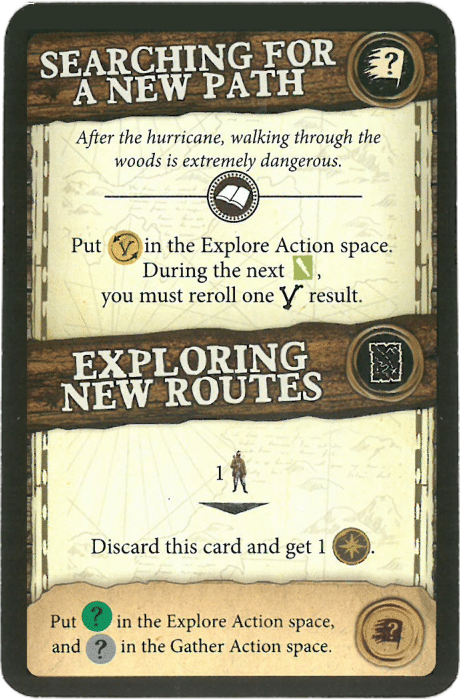 SEARCHING FOR
A NEW PATH
?
After the hurricane, walking through the
woods is extremely dangerous.
Put in the Explore Action space.
During the next ,
you must reroll one result.
EXPLORING
NEW ROUTES
1
Discard this card and get 1 .
Put ? in the Explore Action space,
and ? in the Gather Action space.
?